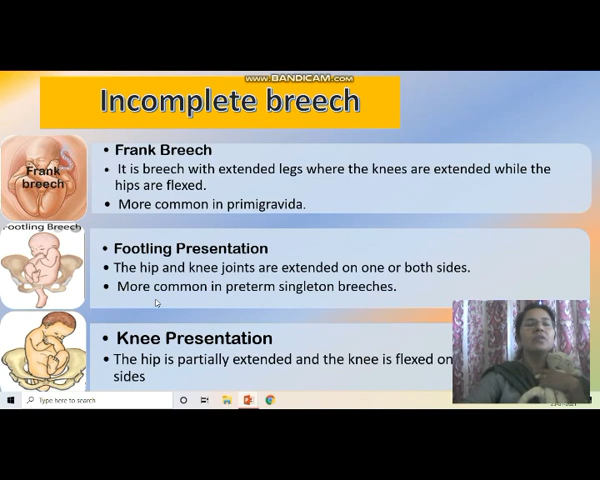 WWW.BANDICAM.COM
Incomplete breech
Frank
breech
• Frank Breech
• It is breech with extended legs where the knees are extended while the
hips are flexed.
• More common in primigravida.
Footling Breech
• Footling Presentation
• The hip and knee joints are extended on one or both sides.
• More common in preterm singleton breeches.
• Knee Presentation
• The hip is partially extended and the knee is flexed on
sides
Type here to search